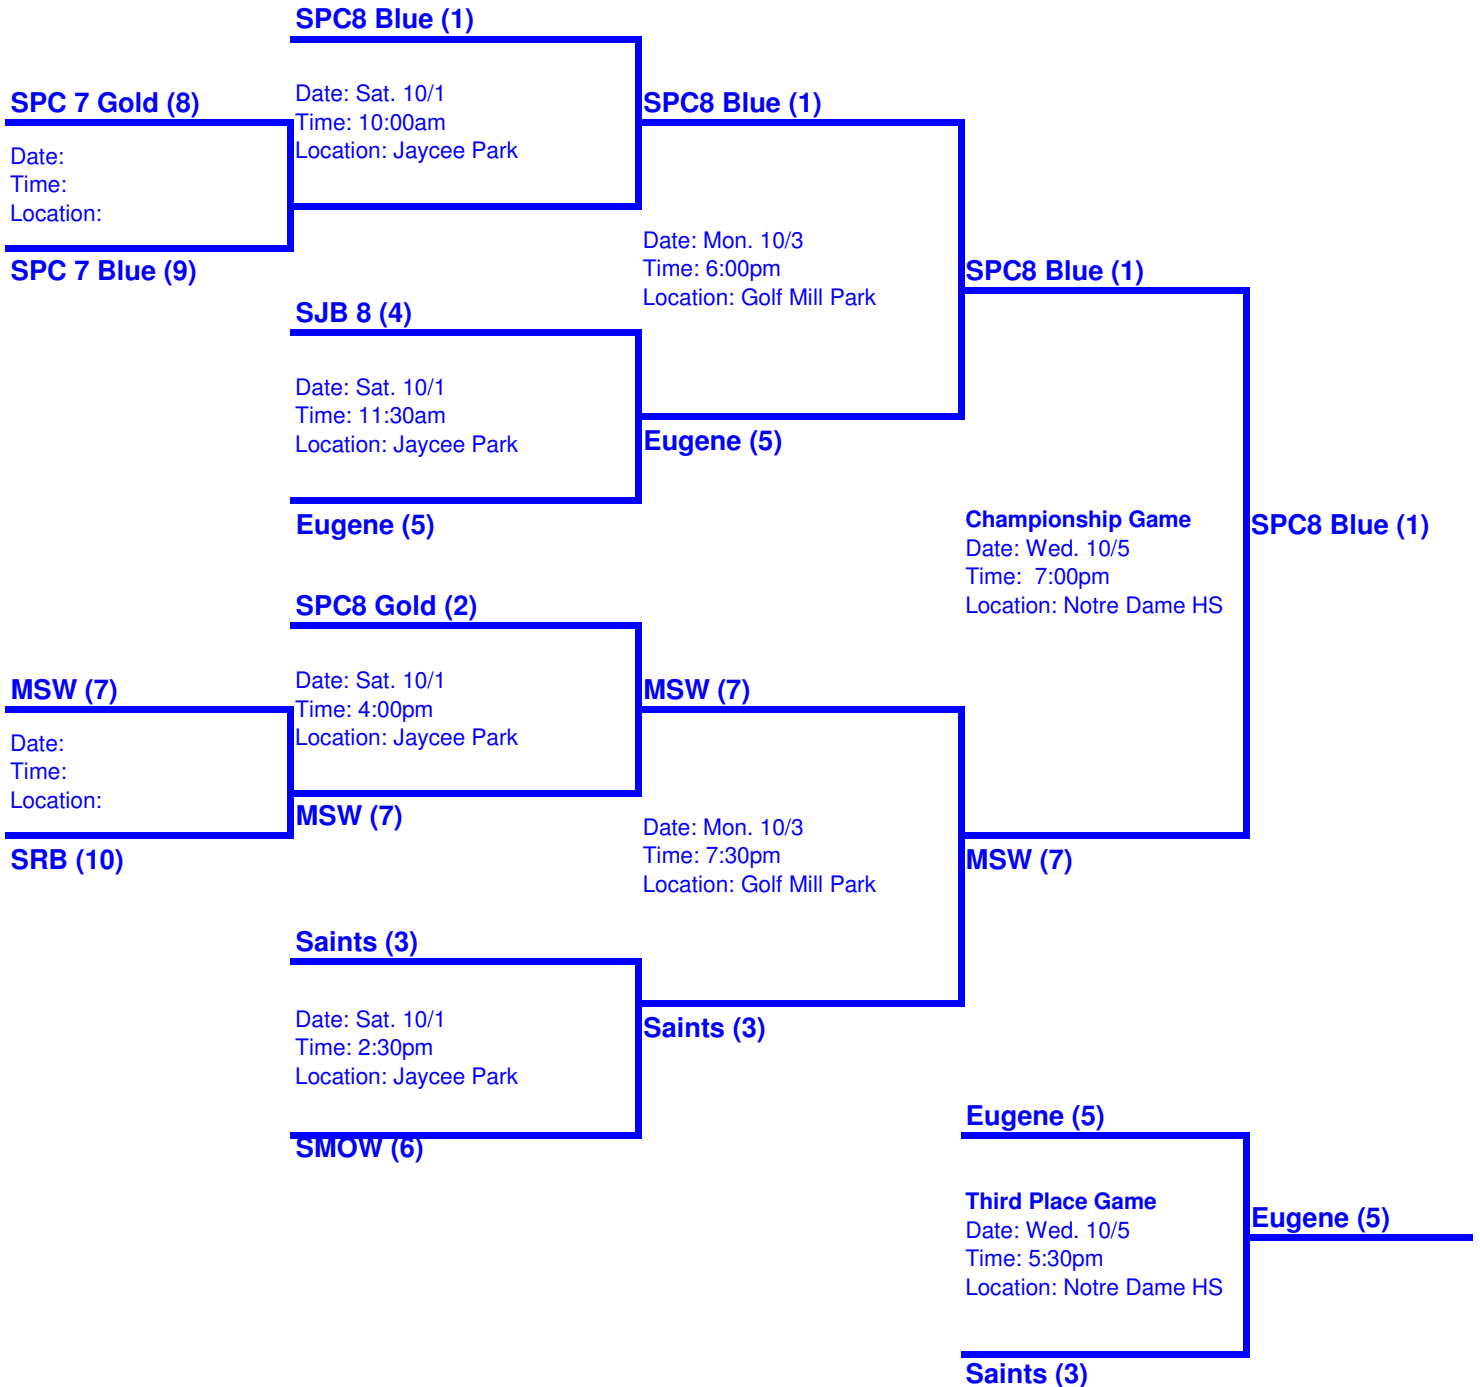 SPC8 Blue (1)
SPC 7 Gold (8)
Date:
Time:
Location:
SPC 7 Blue (9)
Date: Sat. 10/1
Time: 10:00am
Location: Jaycee Park
SPC8 Blue (1)
SJB 8 (4)
Date: Sat. 10/1
Time: 11:30am
Location: Jaycee Park
Eugene (5)
Date: Mon. 10/3
Time: 6:00pm
Location: Golf Mill Park
Eugene (5)
SPC8 Blue (1)
Championship Game
Date: Wed. 10/5
Time: 7:00pm
Location: Notre Dame HS
SPC8 Blue (1)
SPC8 Gold (2)
MSW (7)
Date:
Time:
Location:
SRB (10)
Date: Sat. 10/1
Time: 4:00pm
Location: Jaycee Park
MSW (7)
MSW (7)
Date: Mon. 10/3
Time: 7:30pm
Location: Golf Mill Park
MSW (7)
Saints (3)
Date: Sat. 10/1
Time: 2:30pm
Location: Jaycee Park
SMOW (6)
Saints (3)
Eugene (5)
Third Place Game
Date: Wed. 10/5
Time: 5:30pm
Location: Notre Dame HS
Eugene (5)
Saints (3)